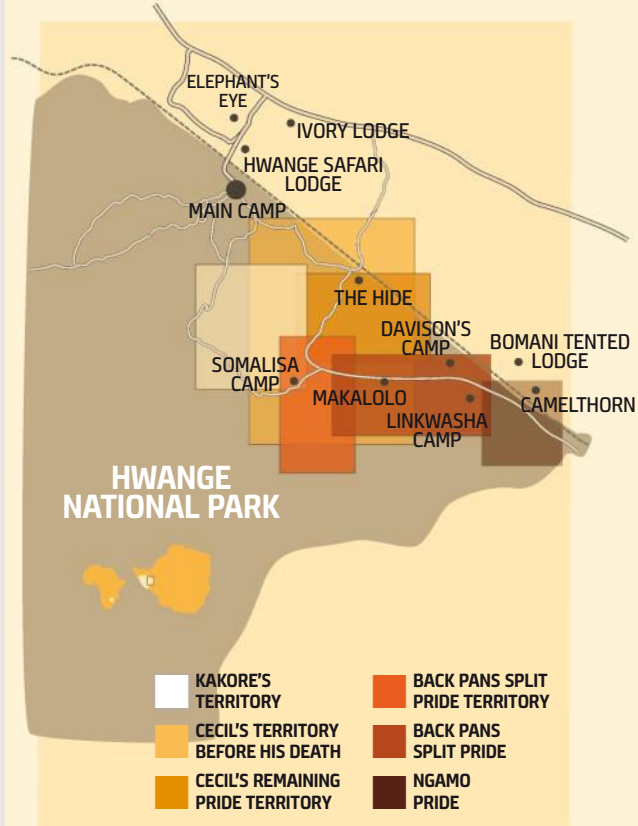 ELEPHANT'S
EYE
IVORY LODGE
HWANGE SAFARI
LODGE
MAIN CAMP
THE HIDE
DAVISON'S
CAMP
BOMANI TENTED
LODGE
SOMALISA
CAMP
MAKALOLO
CAMELTHORN
LINKWASHA
CAMP
HWANGE
NATIONAL PARK
KAKORE'S
TERRITORY
CECIL'S TERRITORY
BEFORE HIS DEATH
CECIL'S REMAINING
PRIDE TERRITORY
BACK PANS SPLIT
PRIDE TERRITORY
BACK PANS
SPLIT PRIDE
NGAMO
PRIDE